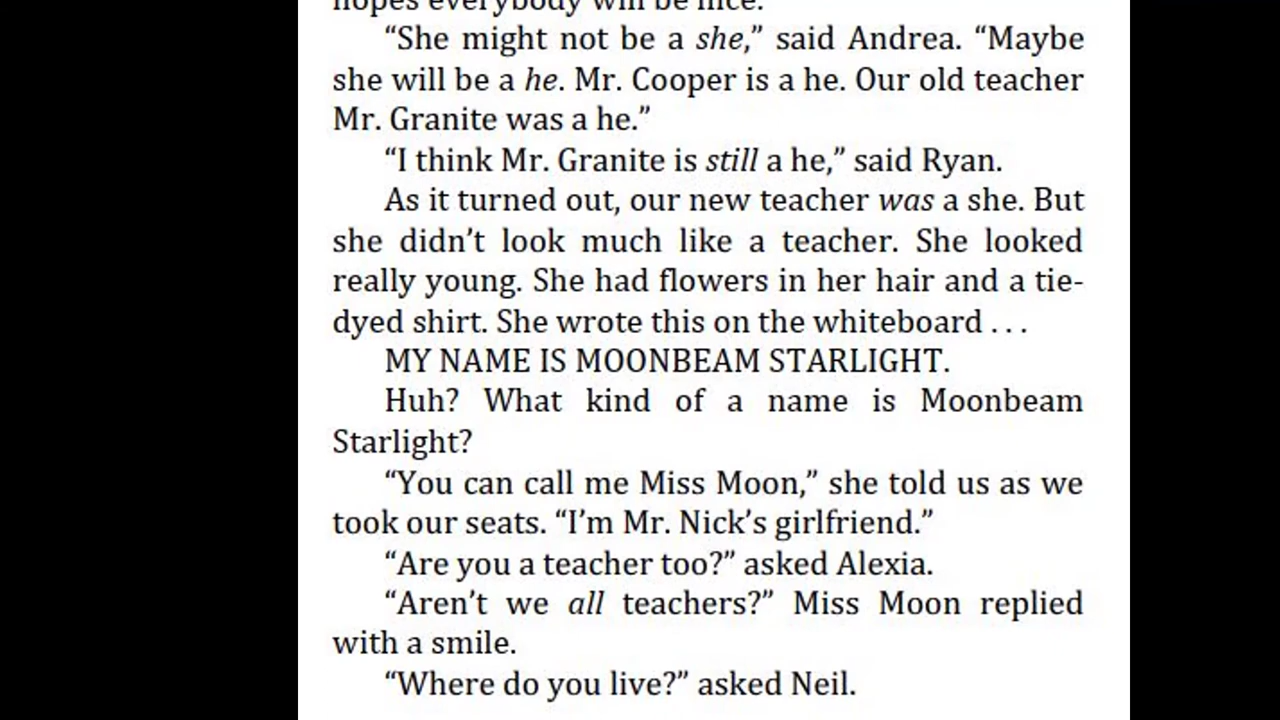 hopes everybody will be nice.
“She might not be a she,” said Andrea. “Maybe
she will be a he. Mr. Cooper is a he. Our old teacher
Mr. Granite was a he.”
“I think Mr. Granite is still a he,” said Ryan.
As it turned out, our new teacher was a she. But
she didn’t look much like a teacher. She looked
really young. She had flowers in her hair and a tie-
dyed shirt. She wrote this on the whiteboard . . .
MY NAME IS MOONBEAM STARLIGHT.
Huh? What kind of a name is Moonbeam
Starlight?
“You can call me Miss Moon,” she told us as we
took our seats. “I’m Mr. Nick’s girlfriend.”
“Are you a teacher too?” asked Alexia.
“Aren’t we all teachers?” Miss Moon replied
with a smile.
“Where do you live?” asked Neil.